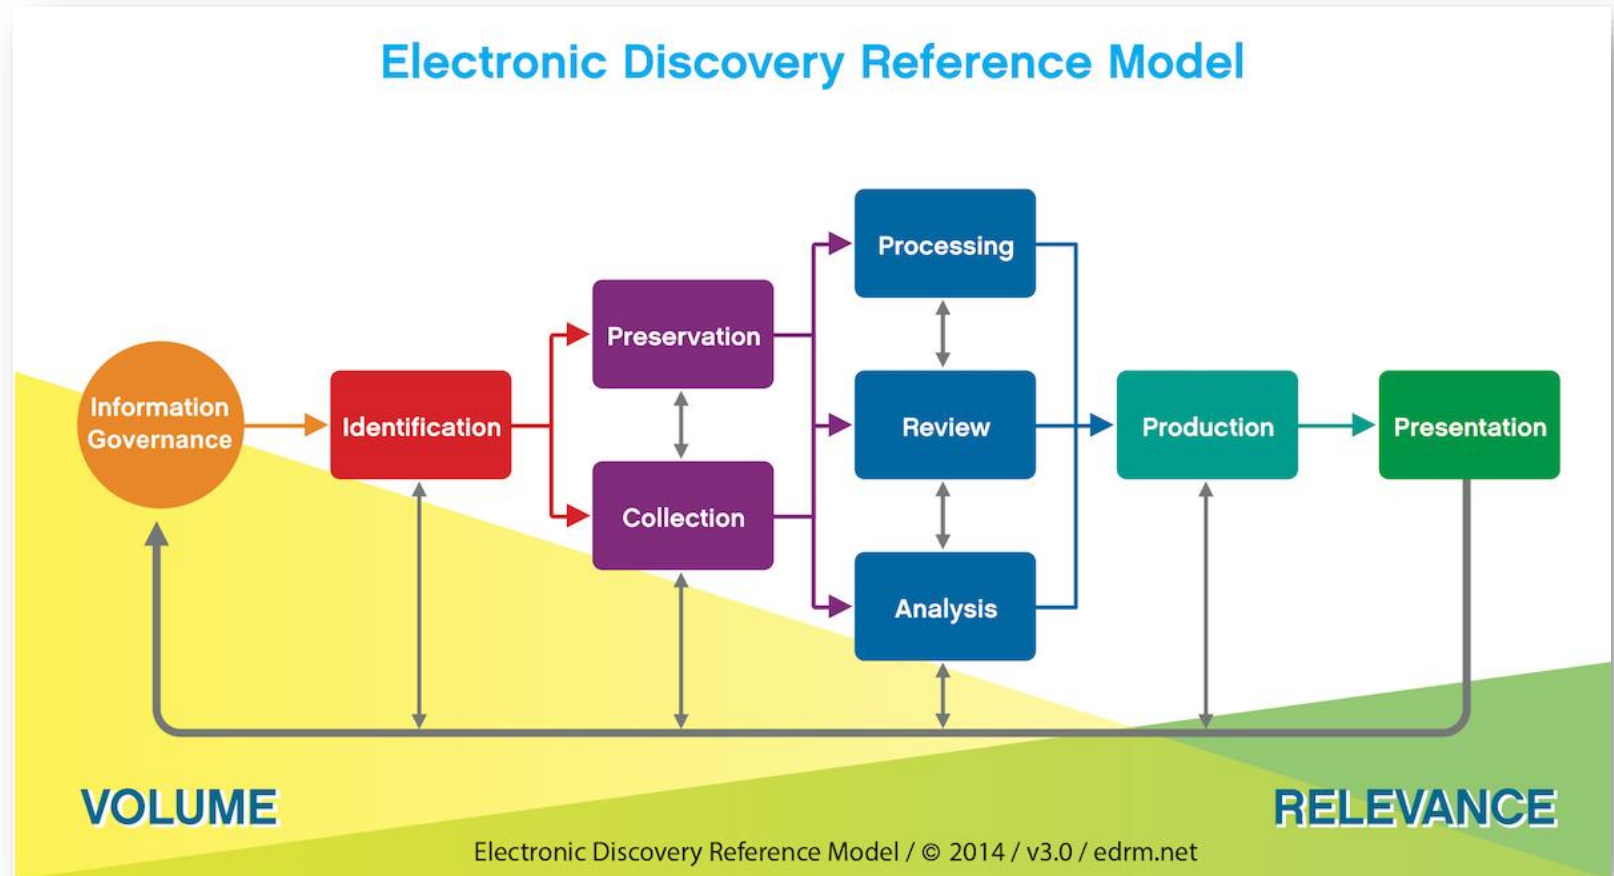 Electronic Discovery Reference Model
Information
Governance
Identification
Preservation
Collection
Processing
Review
Analysis
Production
Presentation
VOLUME
RELEVANCE
Electronic Discovery Reference Model / © 2014 / v3.0 / edrm.net